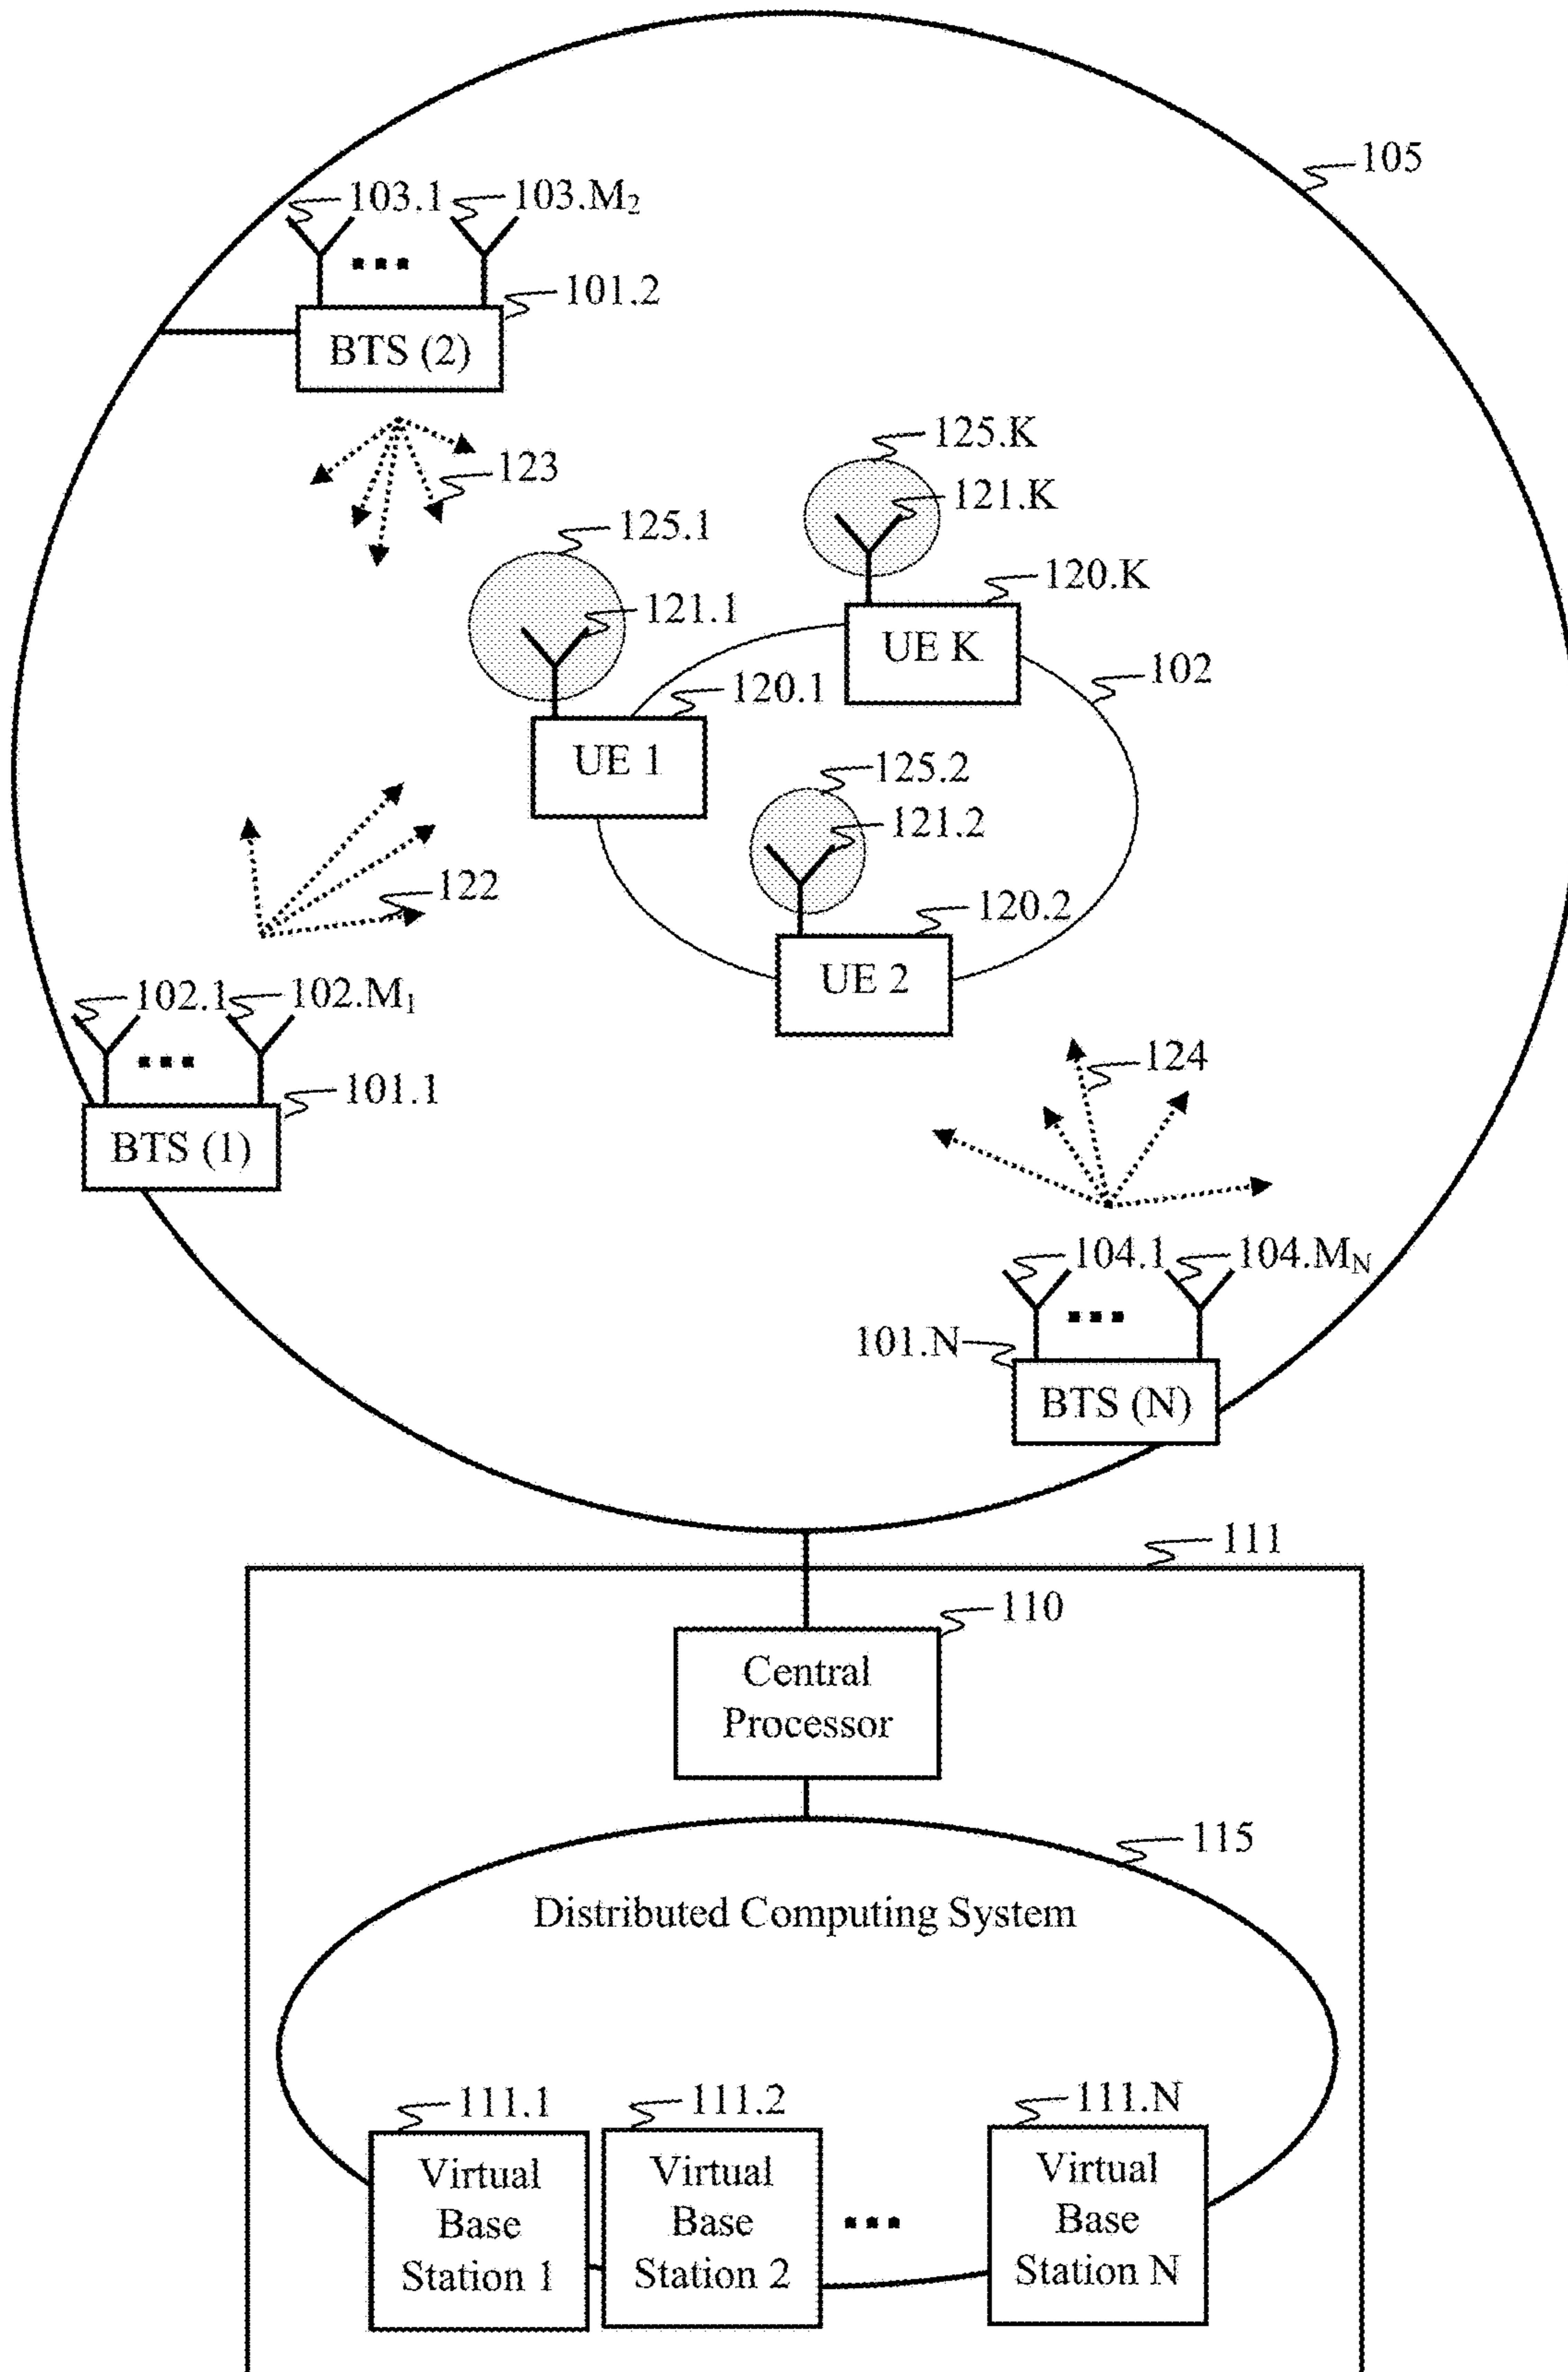 105
103.1
103.M₂
101.2
BTS (2)
123
125.K
121.K
120.K
UE K
125.1
121.1
120.1
UE 1
102
125.2
121.2
120.2
UE 2
122
102.1
102.M₁
101.1
BTS (1)
124
104.1
104.Mɴ
101.N
BTS (N)
111
110
Central
Processor
115
Distributed Computing System
111.1
Virtual
Base
Station 1
111.2
Virtual
Base
Station 2
111.N
Virtual
Base
Station N